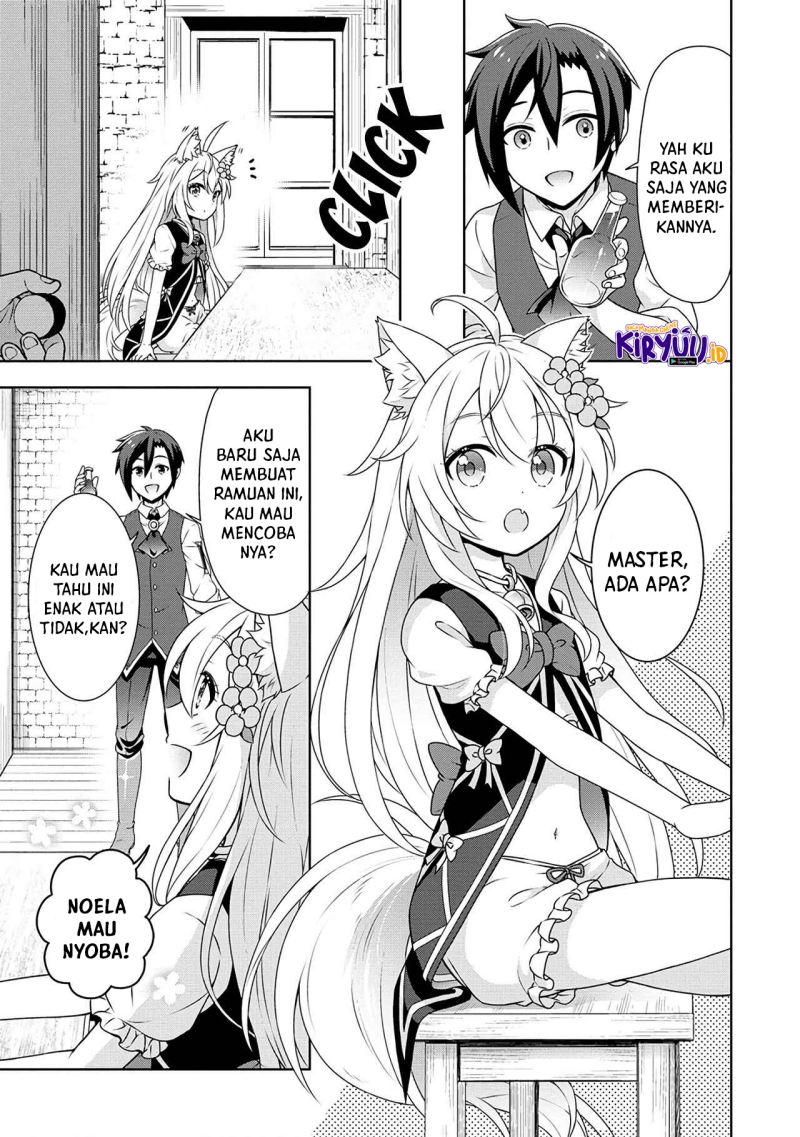 YAH KU
RASA AKU
SAJA YANG
MEMBERI-
KANNYA.
CLICK
KIRYUU.ID
MASTER,
ADA APA?
AKU
BARU SAJA
MEMBUAT
RAMUAN INI,
KAU MAU
MENCOBA
NYA?
KAU MAU
TAHU INI
ENAK ATAU
TIDAK,KAN?
NOELA
MAU
NYOBA!